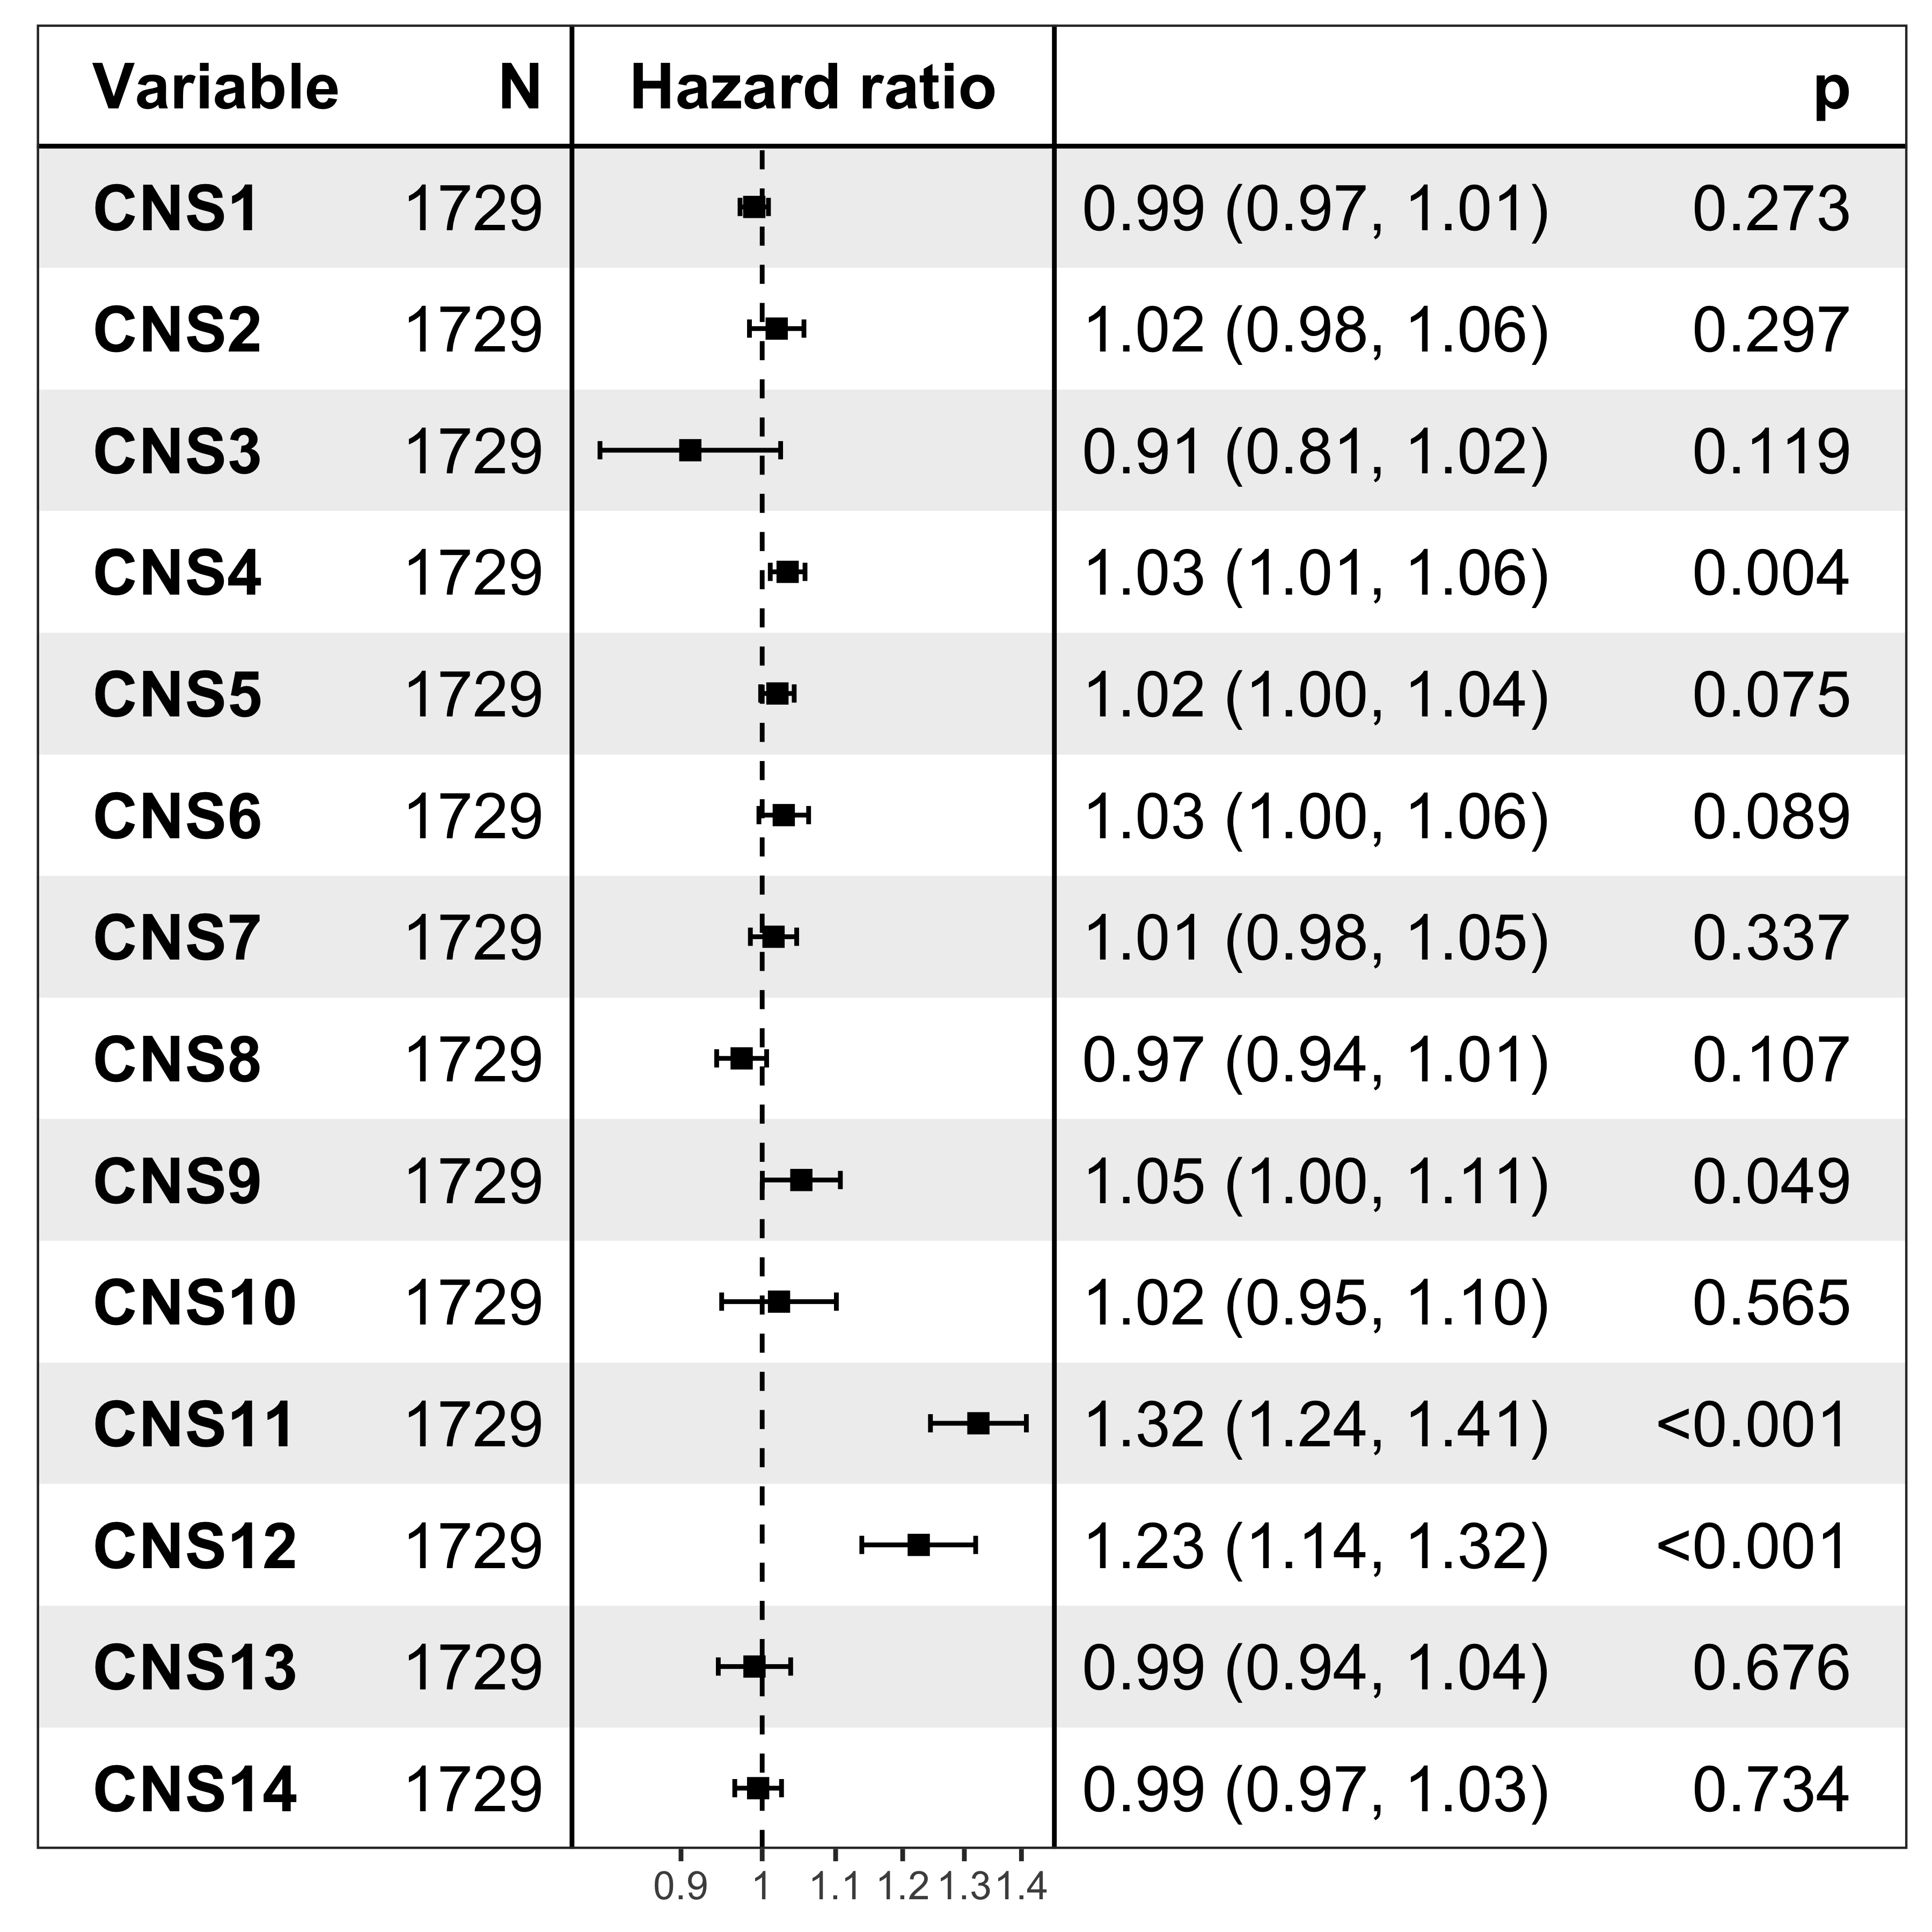 Variable N Hazard ratio p
CNS1 1729 0.99 (0.97, 1.01) 0.273
CNS2 1729 1.02 (0.98, 1.06) 0.297
CNS3 1729 0.91 (0.81, 1.02) 0.119
CNS4 1729 1.03 (1.01, 1.06) 0.004
CNS5 1729 1.02 (1.00, 1.04) 0.075
CNS6 1729 1.03 (1.00, 1.06) 0.089
CNS7 1729 1.01 (0.98, 1.05) 0.337
CNS8 1729 0.97 (0.94, 1.01) 0.107
CNS9 1729 1.05 (1.00, 1.11) 0.049
CNS10 1729 1.02 (0.95, 1.10) 0.565
CNS11 1729 1.32 (1.24, 1.41) <0.001
CNS12 1729 1.23 (1.14, 1.32) <0.001
CNS13 1729 0.99 (0.94, 1.04) 0.676
CNS14 1729 0.99 (0.97, 1.03) 0.734
0.9 1 1.1 1.2 1.3 1.4